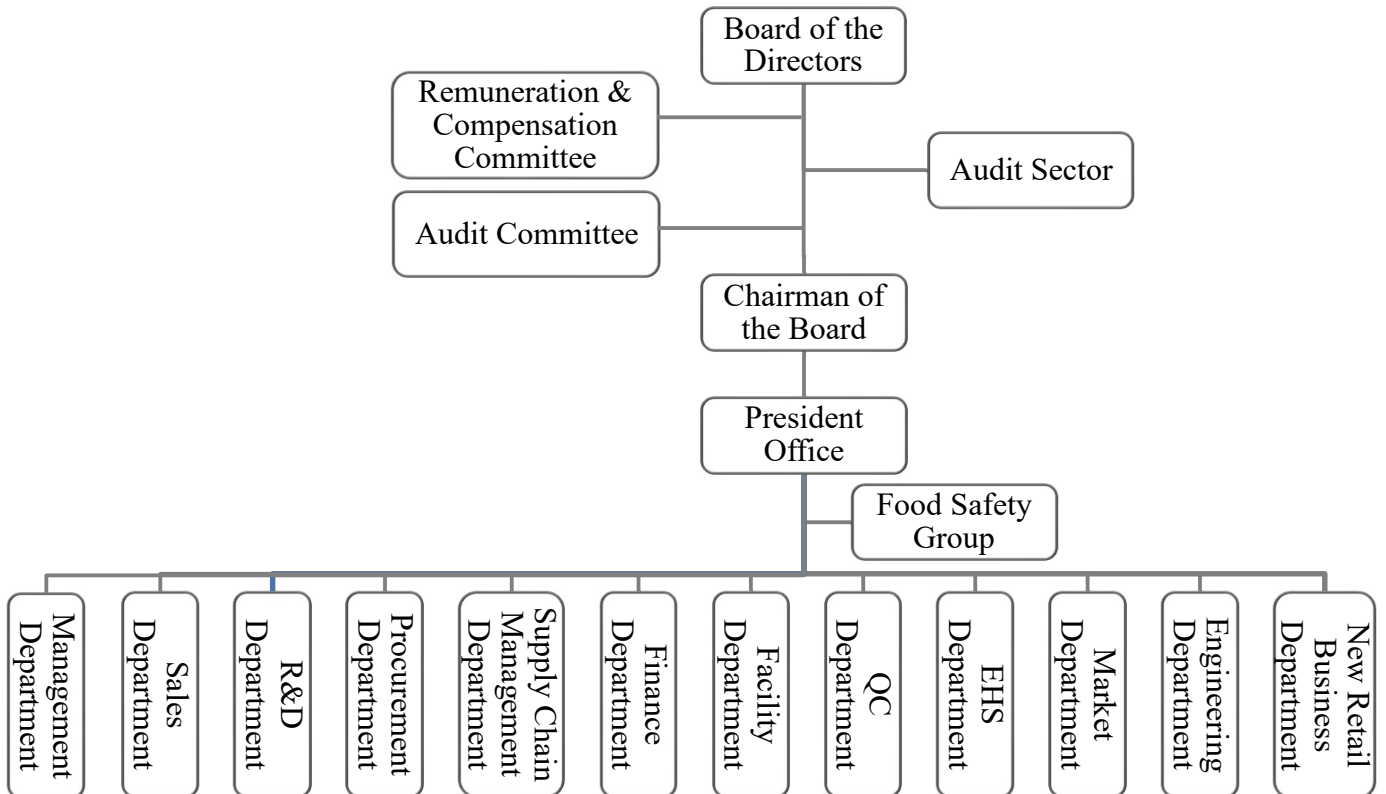 Board of the
Directors
Remuneration &
Compensation
Committee
Audit Sector
Audit Committee
Chairman of
the Board
President
Office
Food Safety
Group
Management
Department
Sales
Department
R&D
Department
Procurement
Department
Supply Chain
Management
Department
Finance
Department
Facility
Department
QC
Department
EHS
Department
Market
Department
Engineering
Department
New Retail
Business
Department